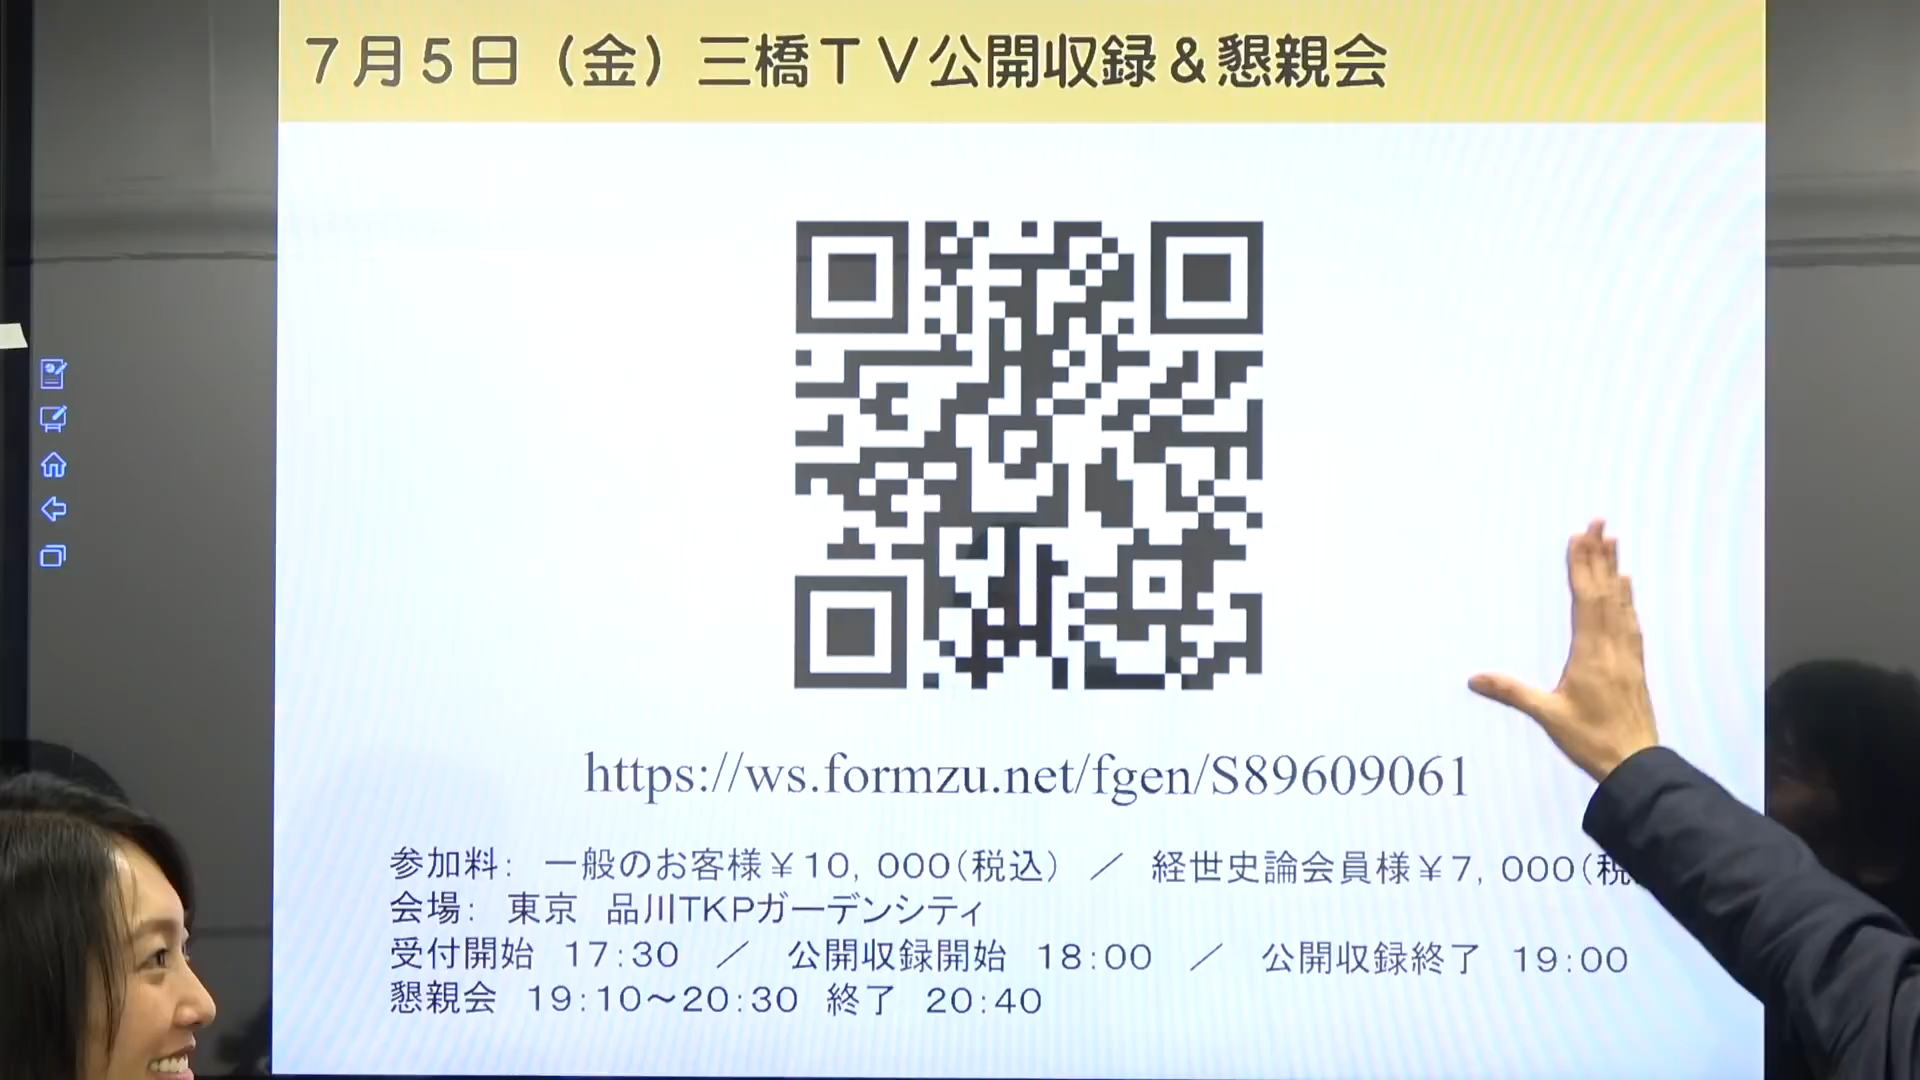 ７月５日（金）三橋ＴＶ公開収録＆懇親会
https://ws.formzu.net/fgen/S89609061
参加料： 一般のお客様￥10，000（税込） ／ 経世史論会員様￥7，000（税
会場： 東京 品川TKPガーデンシティ
受付開始 17：30 ／ 公開収録開始 18：00 ／ 公開収録終了 19：00
懇親会 19：10～20：30 終了 20：40